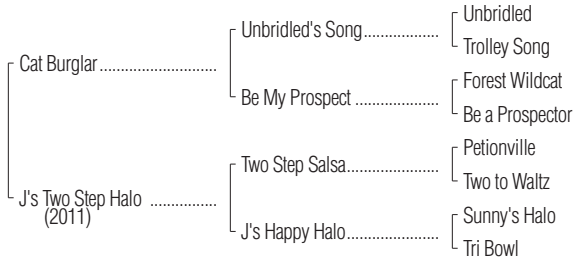 Unbridled
Unbridled's Song..................
Trolley Song
Cat Burglar............................
Forest Wildcat
Be My Prospect ....................
Be a Prospector
Petionville
Two Step Salsa......................
Two to Waltz
J's Two Step Halo ................
(2011)
Sunny's Halo
J's Happy Halo......................
Tri Bowl